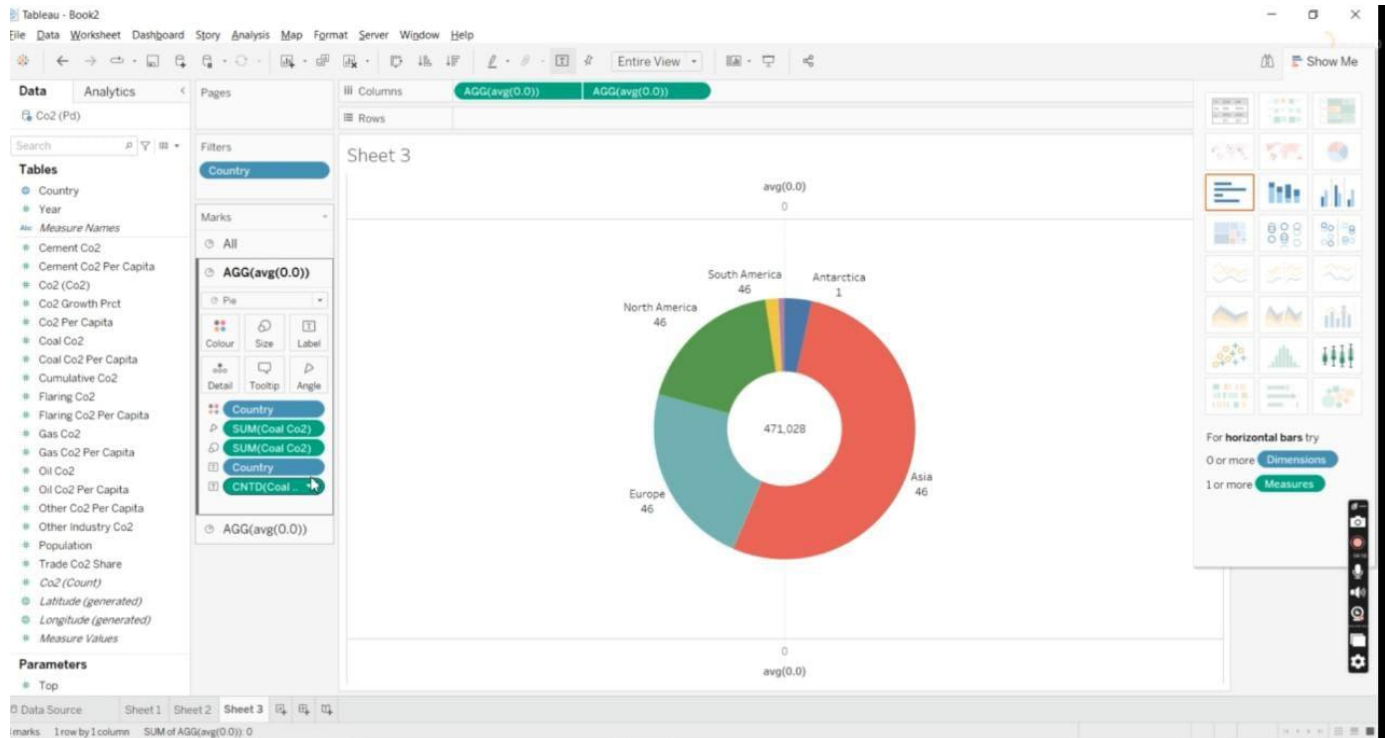 Tableau - Book2
File Data Worksheet Dashboard Story Analysis Map Format Server Window Help
Entire View
Show Me
Data Analytics
Co2 (Pd)
Search
Tables
Country
Year
Abc Measure Names
Cement Co2
Cement Co2 Per Capita
Co2 (Co2)
Co2 Growth Prct
Co2 Per Capita
Coal Co2
Coal Co2 Per Capita
Cumulative Co2
Flaring Co2
Flaring Co2 Per Capita
Gas Co2
Gas Co2 Per Capita
Oil Co2
Oil Co2 Per Capita
Other Co2 Per Capita
Other Industry Co2
Population
Trade Co2 Share
Co2 (Count)
Latitude (generated)
Longitude (generated)
Measure Values
Parameters
Top
Pages
Filters
Country
Marks
All
AGG(avg(0.0))
Pie
Colour Size Label
Detail Tooltip Angle
Country
SUM(Coal Co2)
SUM(Coal Co2)
Country
CNTD(Coal ..
AGG(avg(0.0))
Columns AGG(avg(0.0)) AGG(avg(0.0))
Rows
Sheet 3
avg(0.0)
0
South America
46
Antarctica
1
North America
46
471,028
Asia
46
Europe
46
0
avg(0.0)
For horizontal bars try
0 or more Dimensions
1 or more Measures
Data Source Sheet 1 Sheet 2 Sheet 3
marks 1 row by 1 column SUM of AGG(avg(0.0)): 0